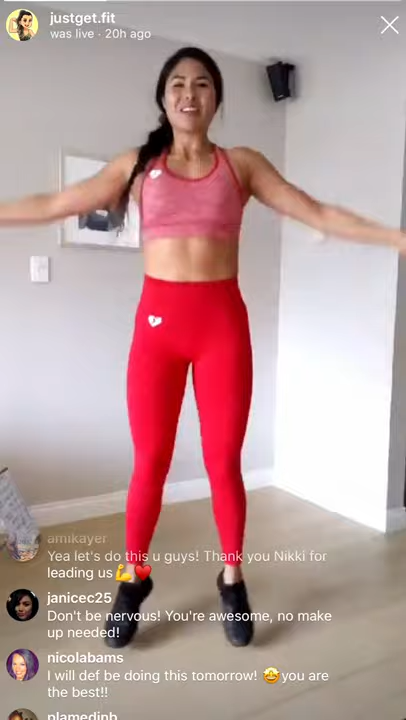 justget.fit
was live · 20h ago
amikayer
Yea let's do this u guys! Thank you Nikki for
leading us💪❤️
janicec25
Don't be nervous! You're awesome, no make
up needed!
nicolabams
I will def be doing this tomorrow! 🤩you are
the best!!
plamedinb